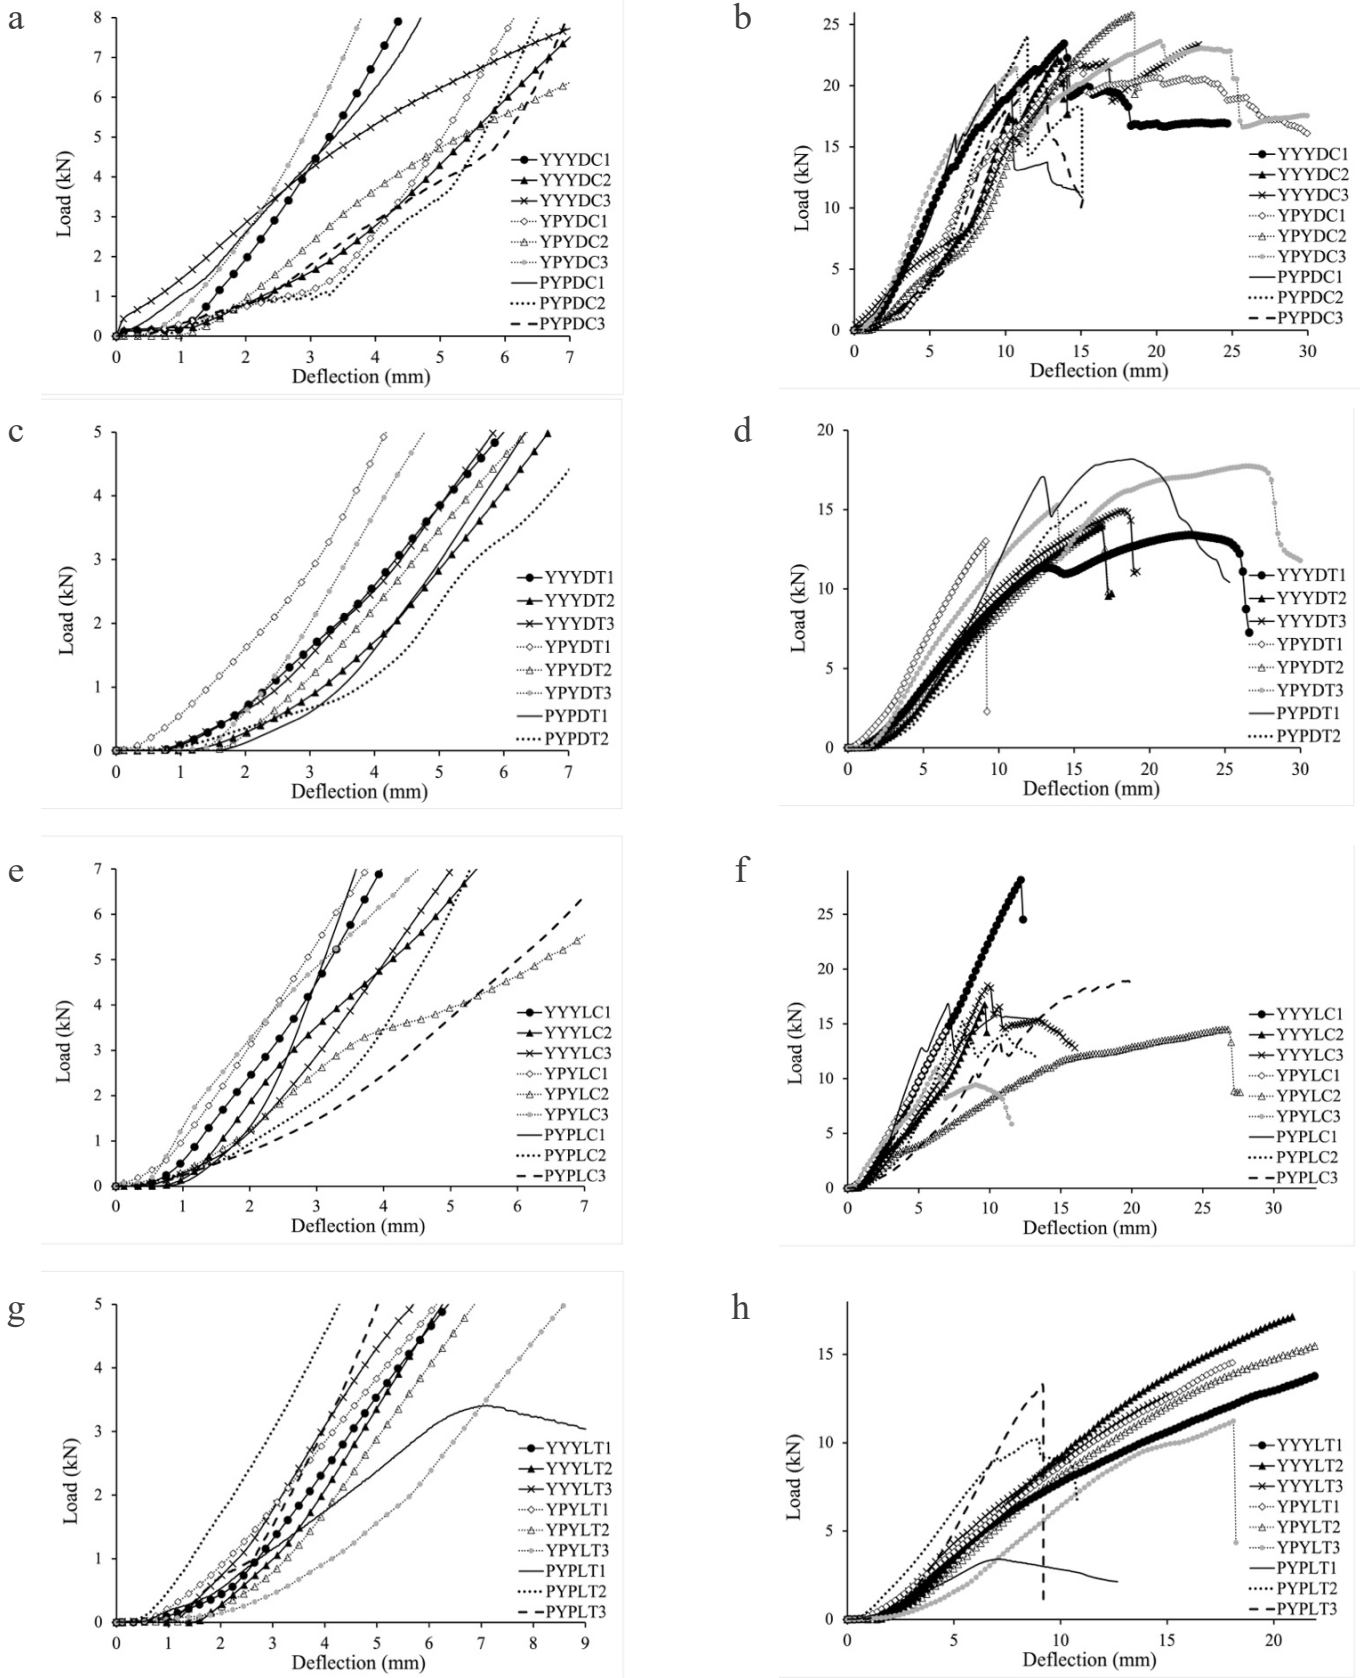 a
8
7
6
5
4
3
2
1
0
Load (kN)
0 1 2 3 4 5 6 7
Deflection (mm)
YYYDC1
YYYDC2
YYYDC3
YPYDC1
YPYDC2
YPYDC3
PYPDC1
PYPDC2
PYPDC3
b
25
20
15
10
5
0
Load (kN)
0 5 10 15 20 25 30
Deflection (mm)
YYYDC1
YYYDC2
YYYDC3
YPYDC1
YPYDC2
YPYDC3
PYPDC1
PYPDC2
PYPDC3
c
5
4
3
2
1
0
Load (kN)
0 1 2 3 4 5 6 7
Deflection (mm)
YYYDT1
YYYDT2
YYYDT3
YPYDT1
YPYDT2
YPYDT3
PYPDT1
PYPDT2
d
20
15
10
5
0
Load (kN)
0 5 10 15 20 25 30
Deflection (mm)
YYYDT1
YYYDT2
YYYDT3
YPYDT1
YPYDT2
YPYDT3
PYPDT1
PYPDT2
e
7
6
5
4
3
2
1
0
Load (kN)
0 1 2 3 4 5 6 7
Deflection (mm)
YYYLC1
YYYLC2
YYYLC3
YPYLC1
YPYLC2
YPYLC3
PYPLC1
PYPLC2
PYPLC3
f
25
20
15
10
5
0
Load (kN)
0 5 10 15 20 25 30
Deflection (mm)
YYYLC1
YYYLC2
YYYLC3
YPYLC1
YPYLC2
YPYLC3
PYPLC1
PYPLC2
PYPLC3
g
5
4
3
2
1
0
Load (kN)
0 1 2 3 4 5 6 7 8 9
Deflection (mm)
YYYLT1
YYYLT2
YYYLT3
YPYLT1
YPYLT2
YPYLT3
PYPLT1
PYPLT2
PYPLT3
h
15
10
5
0
Load (kN)
0 5 10 15 20
Deflection (mm)
YYYLT1
YYYLT2
YYYLT3
YPYLT1
YPYLT2
YPYLT3
PYPLT1
PYPLT2
PYPLT3